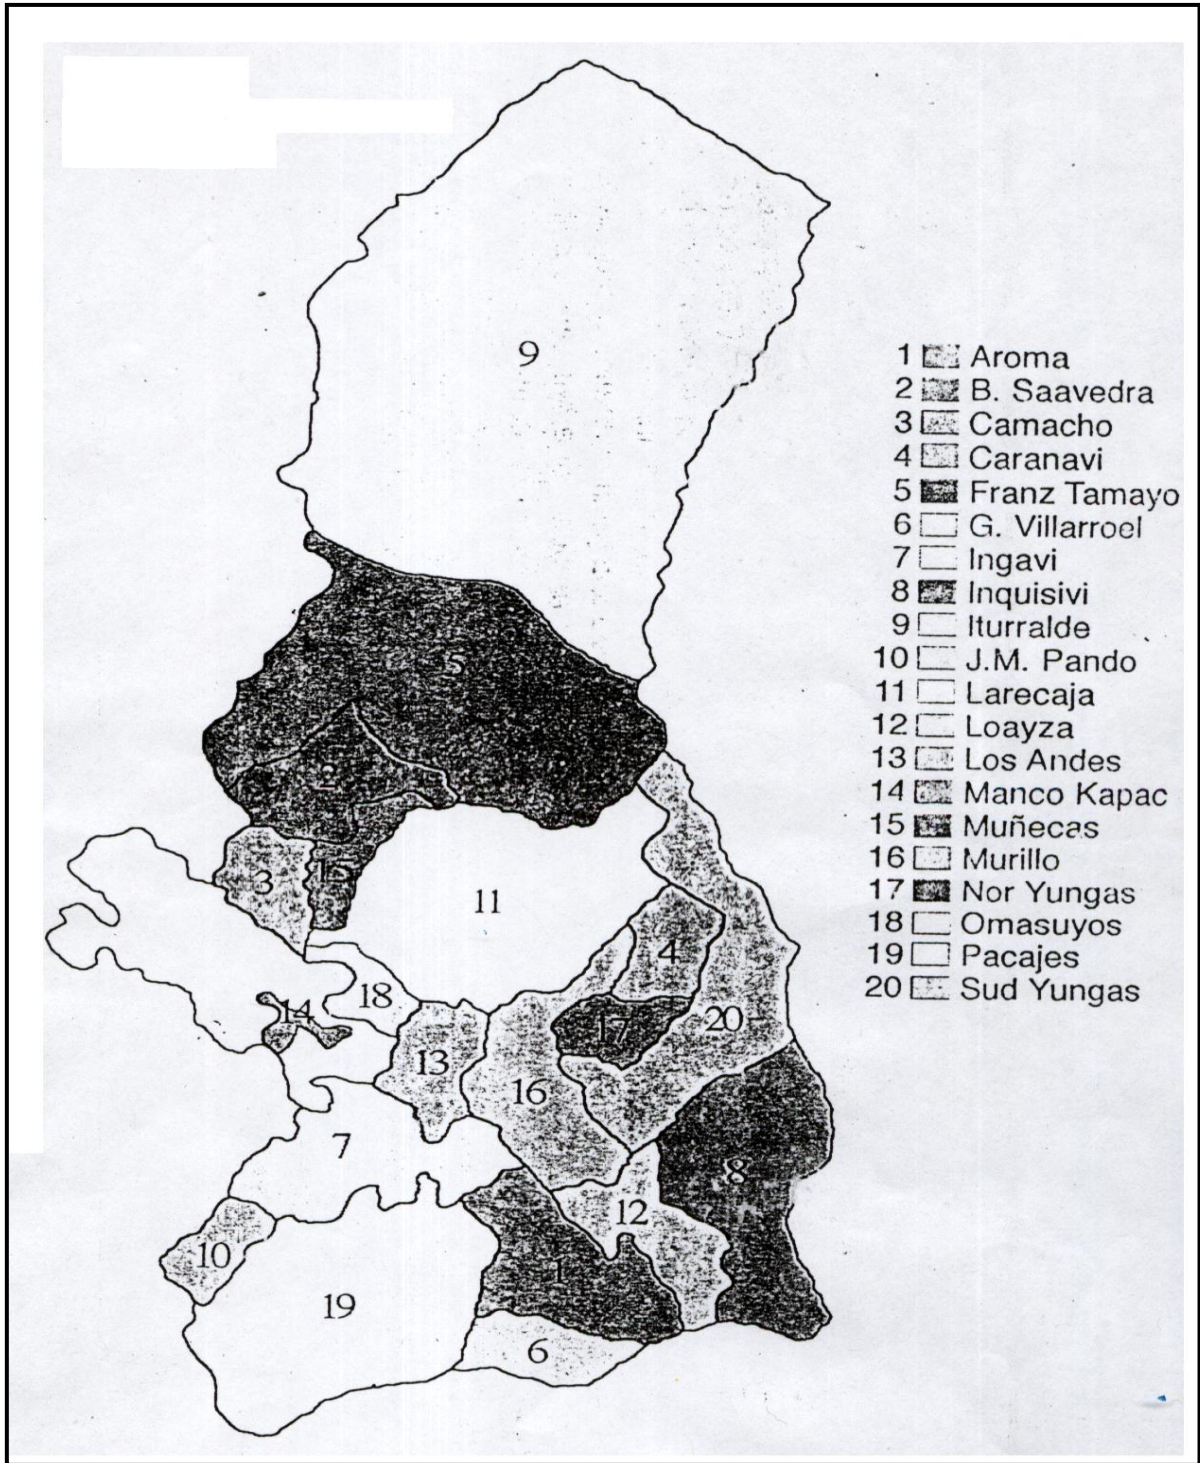 9
5
2
15
3
11
4
18
14
17
20
13
16
7
8
12
10
1
19
6
1 Aroma
2 B. Saavedra
3 Camacho
4 Caranavi
5 Franz Tamayo
6 G. Villarroel
7 Ingavi
8 Inquisivi
9 Iturralde
10 J.M. Pando
11 Larecaja
12 Loayza
13 Los Andes
14 Manco Kapac
15 Muñecas
16 Murillo
17 Nor Yungas
18 Omasuyos
19 Pacajes
20 Sud Yungas